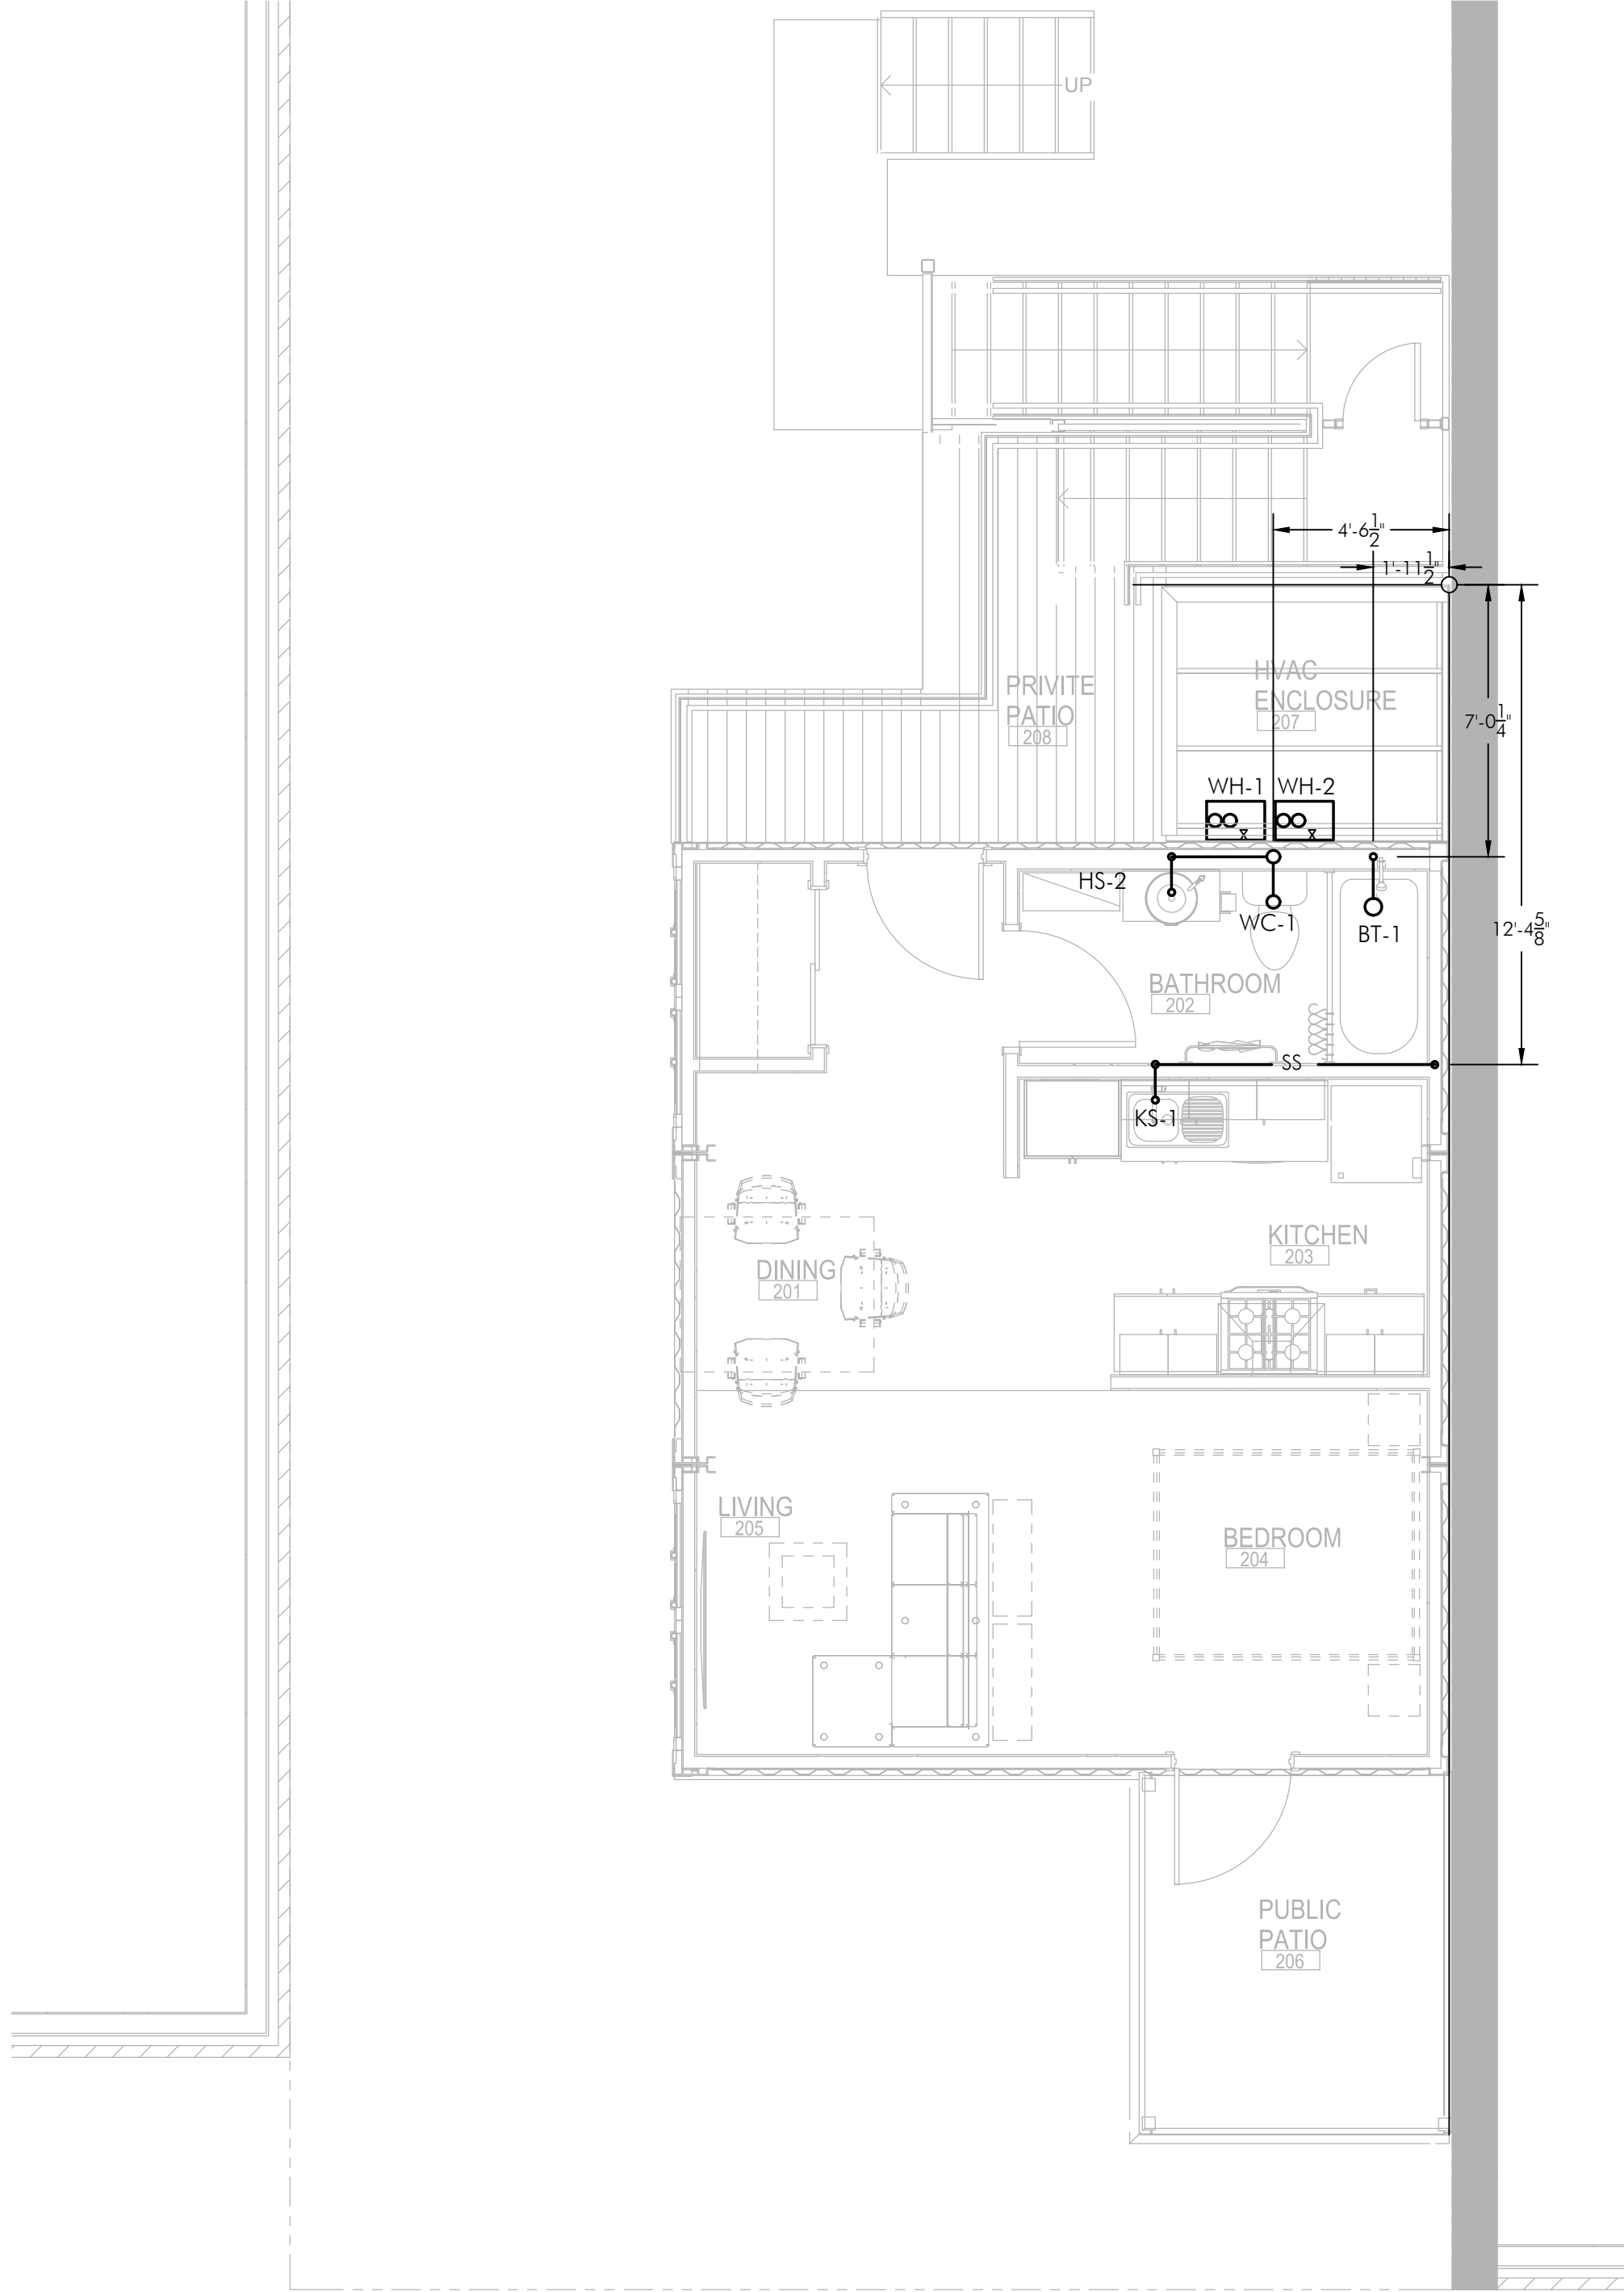 UP
4'-6 1/2"
1'-11 1/2"
PRIVITE
PATIO
208
HVAC
ENCLOSURE
207
7'-0 1/4"
WH-1
WH-2
HS-2
WC-1
BT-1
12'-4 5/8"
BATHROOM
202
SS
KS-1
KITCHEN
203
DINING
201
LIVING
205
BEDROOM
204
PUBLIC
PATIO
206